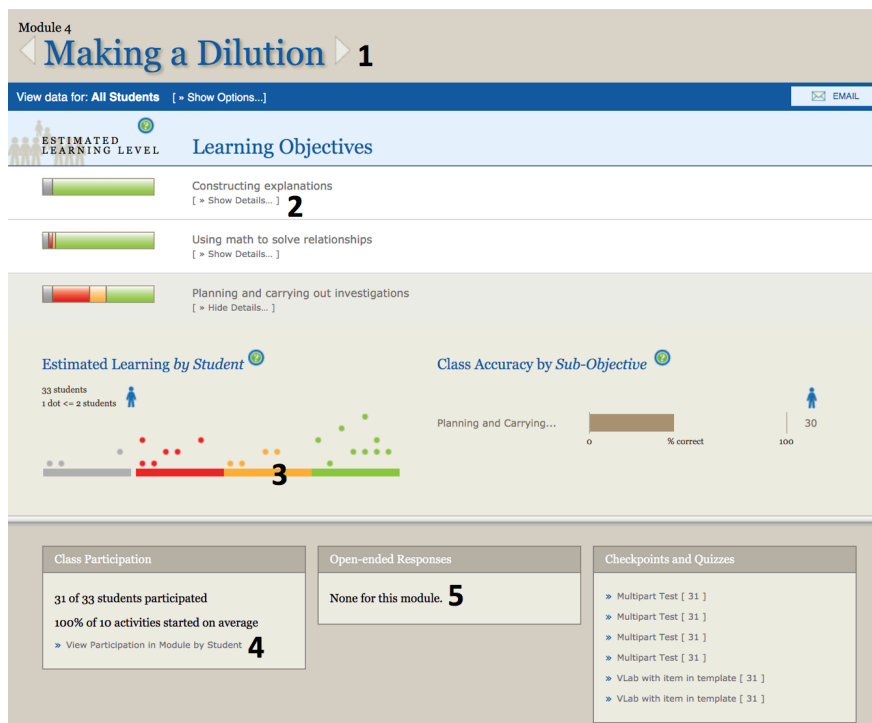 Module 4
Making a Dilution 1
View data for: All Students [ » Show Options...] EMAIL
ESTIMATED
LEARNING LEVEL
Learning Objectives
Constructing explanations
[ » Show Details... ] 2
Using math to solve relationships
[ » Show Details... ]
Planning and carrying out investigations
[ » Hide Details... ]
Estimated Learning by Student ?
33 students
1 dot <= 2 students
3
Class Accuracy by Sub-Objective ?
Planning and Carrying... 30
0 % correct 100
Class Participation
31 of 33 students participated
100% of 10 activities started on average
» View Participation in Module by Student 4
Open-ended Responses
None for this module. 5
Checkpoints and Quizzes
» Multipart Test [ 31 ]
» Multipart Test [ 31 ]
» Multipart Test [ 31 ]
» Multipart Test [ 31 ]
» VLab with item in template [ 31 ]
» VLab with item in template [ 31 ]